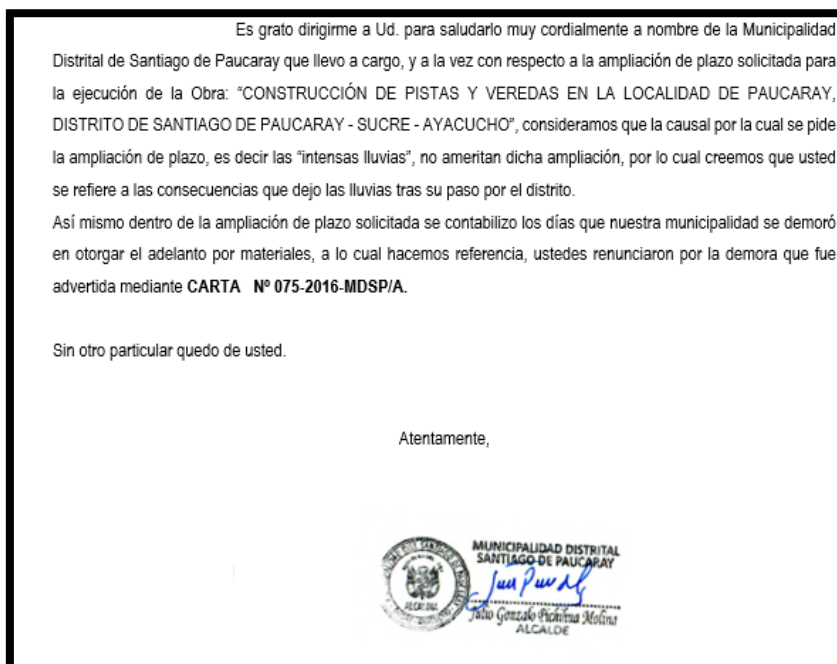 Es grato dirigirme a Ud. para saludarlo muy cordialmente a nombre de la Municipalidad
Distrital de Santiago de Paucaray que llevo a cargo, y a la vez con respecto a la ampliación de plazo solicitada para
la ejecución de la Obra: "CONSTRUCCIÓN DE PISTAS Y VEREDAS EN LA LOCALIDAD DE PAUCARAY,
DISTRITO DE SANTIAGO DE PAUCARAY - SUCRE - AYACUCHO", consideramos que la causal por la cual se pide
la ampliación de plazo, es decir las "intensas lluvias", no ameritan dicha ampliación, por lo cual creemos que usted
se refiere a las consecuencias que dejo las lluvias tras su paso por el distrito.
Así mismo dentro de la ampliación de plazo solicitada se contabilizo los días que nuestra municipalidad se demoró
en otorgar el adelanto por materiales, a lo cual hacemos referencia, ustedes renunciaron por la demora que fue
advertida mediante CARTA Nº 075-2016-MDSP/A.
Sin otro particular quedo de usted.
Atentamente,
MUNICIPALIDAD DISTRITAL
SANTIAGO DE PAUCARAY
Julio Gonzalo Pichihua Molina
ALCALDE
ALCALDIA